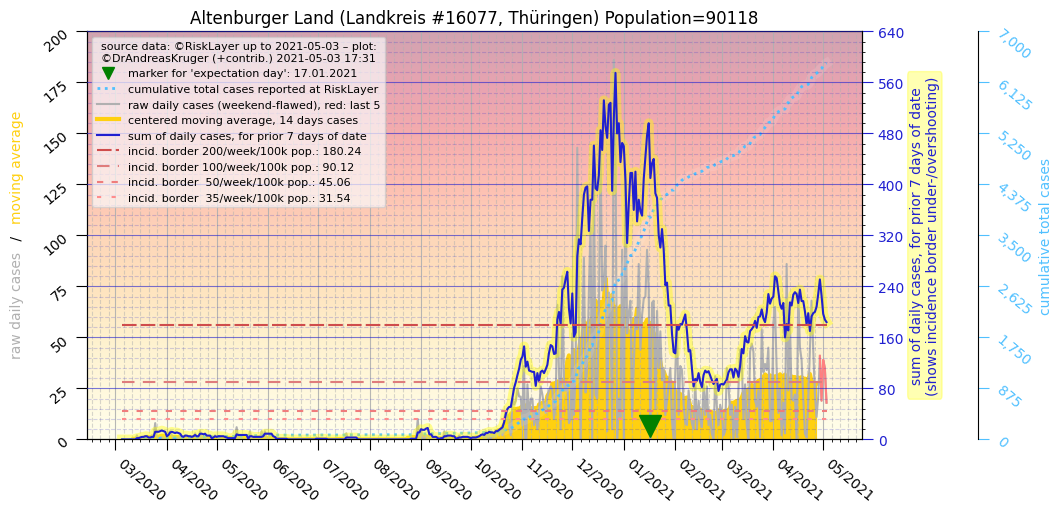 Altenburger Land (Landkreis #16077, Thüringen) Population=90118
source data: ©RiskLayer up to 2021-05-03 – plot:
©DrAndreasKruger (+contrib.) 2021-05-03 17:31
marker for 'expectation day': 17.01.2021
cumulative total cases reported at RiskLayer
raw daily cases (weekend-flawed), red: last 5
centered moving average, 14 days cases
sum of daily cases, for prior 7 days of date
incid. border 200/week/100k pop.: 180.24
incid. border 100/week/100k pop.: 90.12
incid. border  50/week/100k pop.: 45.06
incid. border  35/week/100k pop.: 31.54
raw daily cases / moving average
200
175
150
125
100
75
50
25
0
03/2020
04/2020
05/2020
06/2020
07/2020
08/2020
09/2020
10/2020
11/2020
12/2020
01/2021
02/2021
03/2021
04/2021
05/2021
640
560
480
400
320
240
160
80
0
sum of daily cases, for prior 7 days of date
(shows incidence border under-/overshooting)
7,000
6,125
5,250
4,375
3,500
2,625
1,750
875
0
cumulative total cases